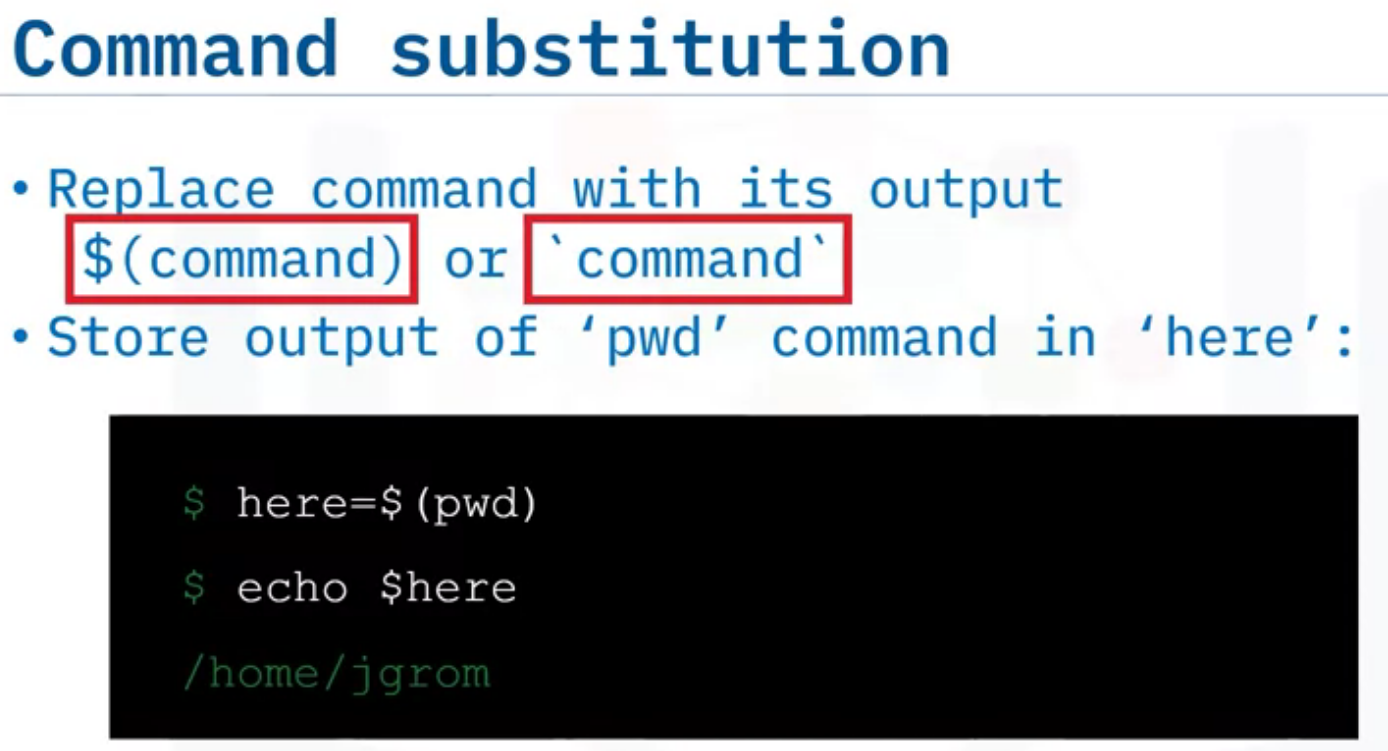 Command substitution
• Replace command with its output
$(command) or `command`
• Store output of ‘pwd’ command in ‘here’:
$ here=$(pwd)
$ echo $here
/home/jgrom